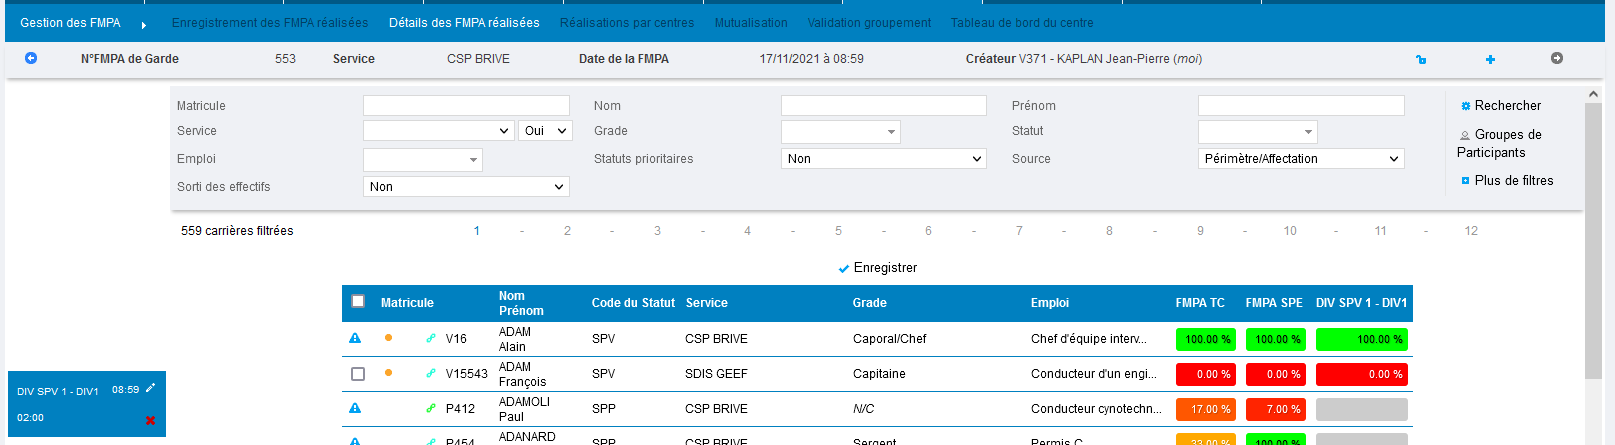 Gestion des FMPA Enregistrement des FMPA réalisées Détails des FMPA réalisées Réalisations par centres Mutualisation Validation groupement Tableau de bord du centre
N°FMPA de Garde 553 Service CSP BRIVE Date de la FMPA 17/11/2021 à 08:59 Créateur V371 - KAPLAN Jean-Pierre (moi)
Matricule Nom Prénom Rechercher
Service Oui Grade Statut Groupes de
Participants
Emploi Statuts prioritaires Non Source Périmètre/Affectation
Sorti des effectifs Non Plus de filtres
559 carrières filtrées 1 - 2 - 3 - 4 - 5 - 6 - 7 - 8 - 9 - 10 - 11 - 12
Enregistrer
Matricule Nom Prénom Code du Statut Service Grade Emploi FMPA TC FMPA SPE DIV SPV 1 - DIV1
V16 ADAM Alain SPV CSP BRIVE Caporal/Chef Chef d'équipe interv... 100.00 % 100.00 % 100.00 %
V15543 ADAM François SPV SDIS GEEF Capitaine Conducteur d'un engi... 0.00 % 0.00 % 0.00 %
P412 ADAMOLI Paul SPP CSP BRIVE N/C Conducteur cynotechn... 17.00 % 7.00 %
P454 ADANARD SPP CSP BRIVE Sergent Permis C 33.00 % 100.00 %
DIV SPV 1 - DIV1 08:59
02:00